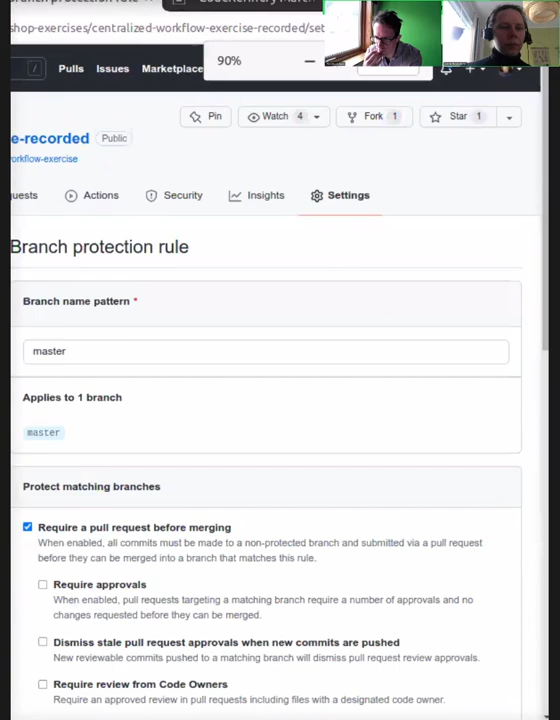 shop-exercises/centralized-workflow-exercise-recorded/set
90%
/
Pulls Issues Marketplace
Pin
Watch 4
Fork 1
Star 1
e-recorded
Public
orkflow-exercise
uests
Actions
Security
Insights
Settings
Branch protection rule
Branch name pattern *
master
Applies to 1 branch
master
Protect matching branches
Require a pull request before merging
When enabled, all commits must be made to a non-protected branch and submitted via a pull request
before they can be merged into a branch that matches this rule.
Require approvals
When enabled, pull requests targeting a matching branch require a number of approvals and no
changes requested before they can be merged.
Dismiss stale pull request approvals when new commits are pushed
New reviewable commits pushed to a matching branch will dismiss pull request review approvals.
Require review from Code Owners
Require an approved review in pull requests including files with a designated code owner.